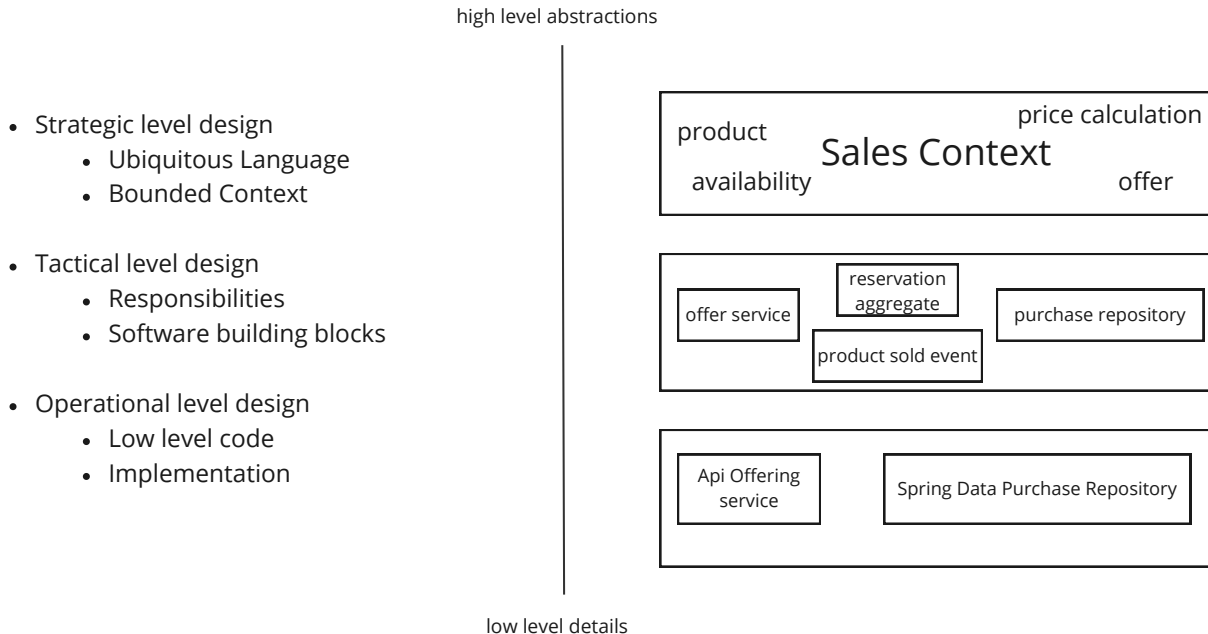 high level abstractions
• Strategic level design
• Ubiquitous Language
• Bounded Context
• Tactical level design
• Responsibilities
• Software building blocks
• Operational level design
• Low level code
• Implementation
price calculation
product
Sales Context
availability
offer
reservation
aggregate
offer service
purchase repository
product sold event
Api Offering
service
Spring Data Purchase Repository
low level details